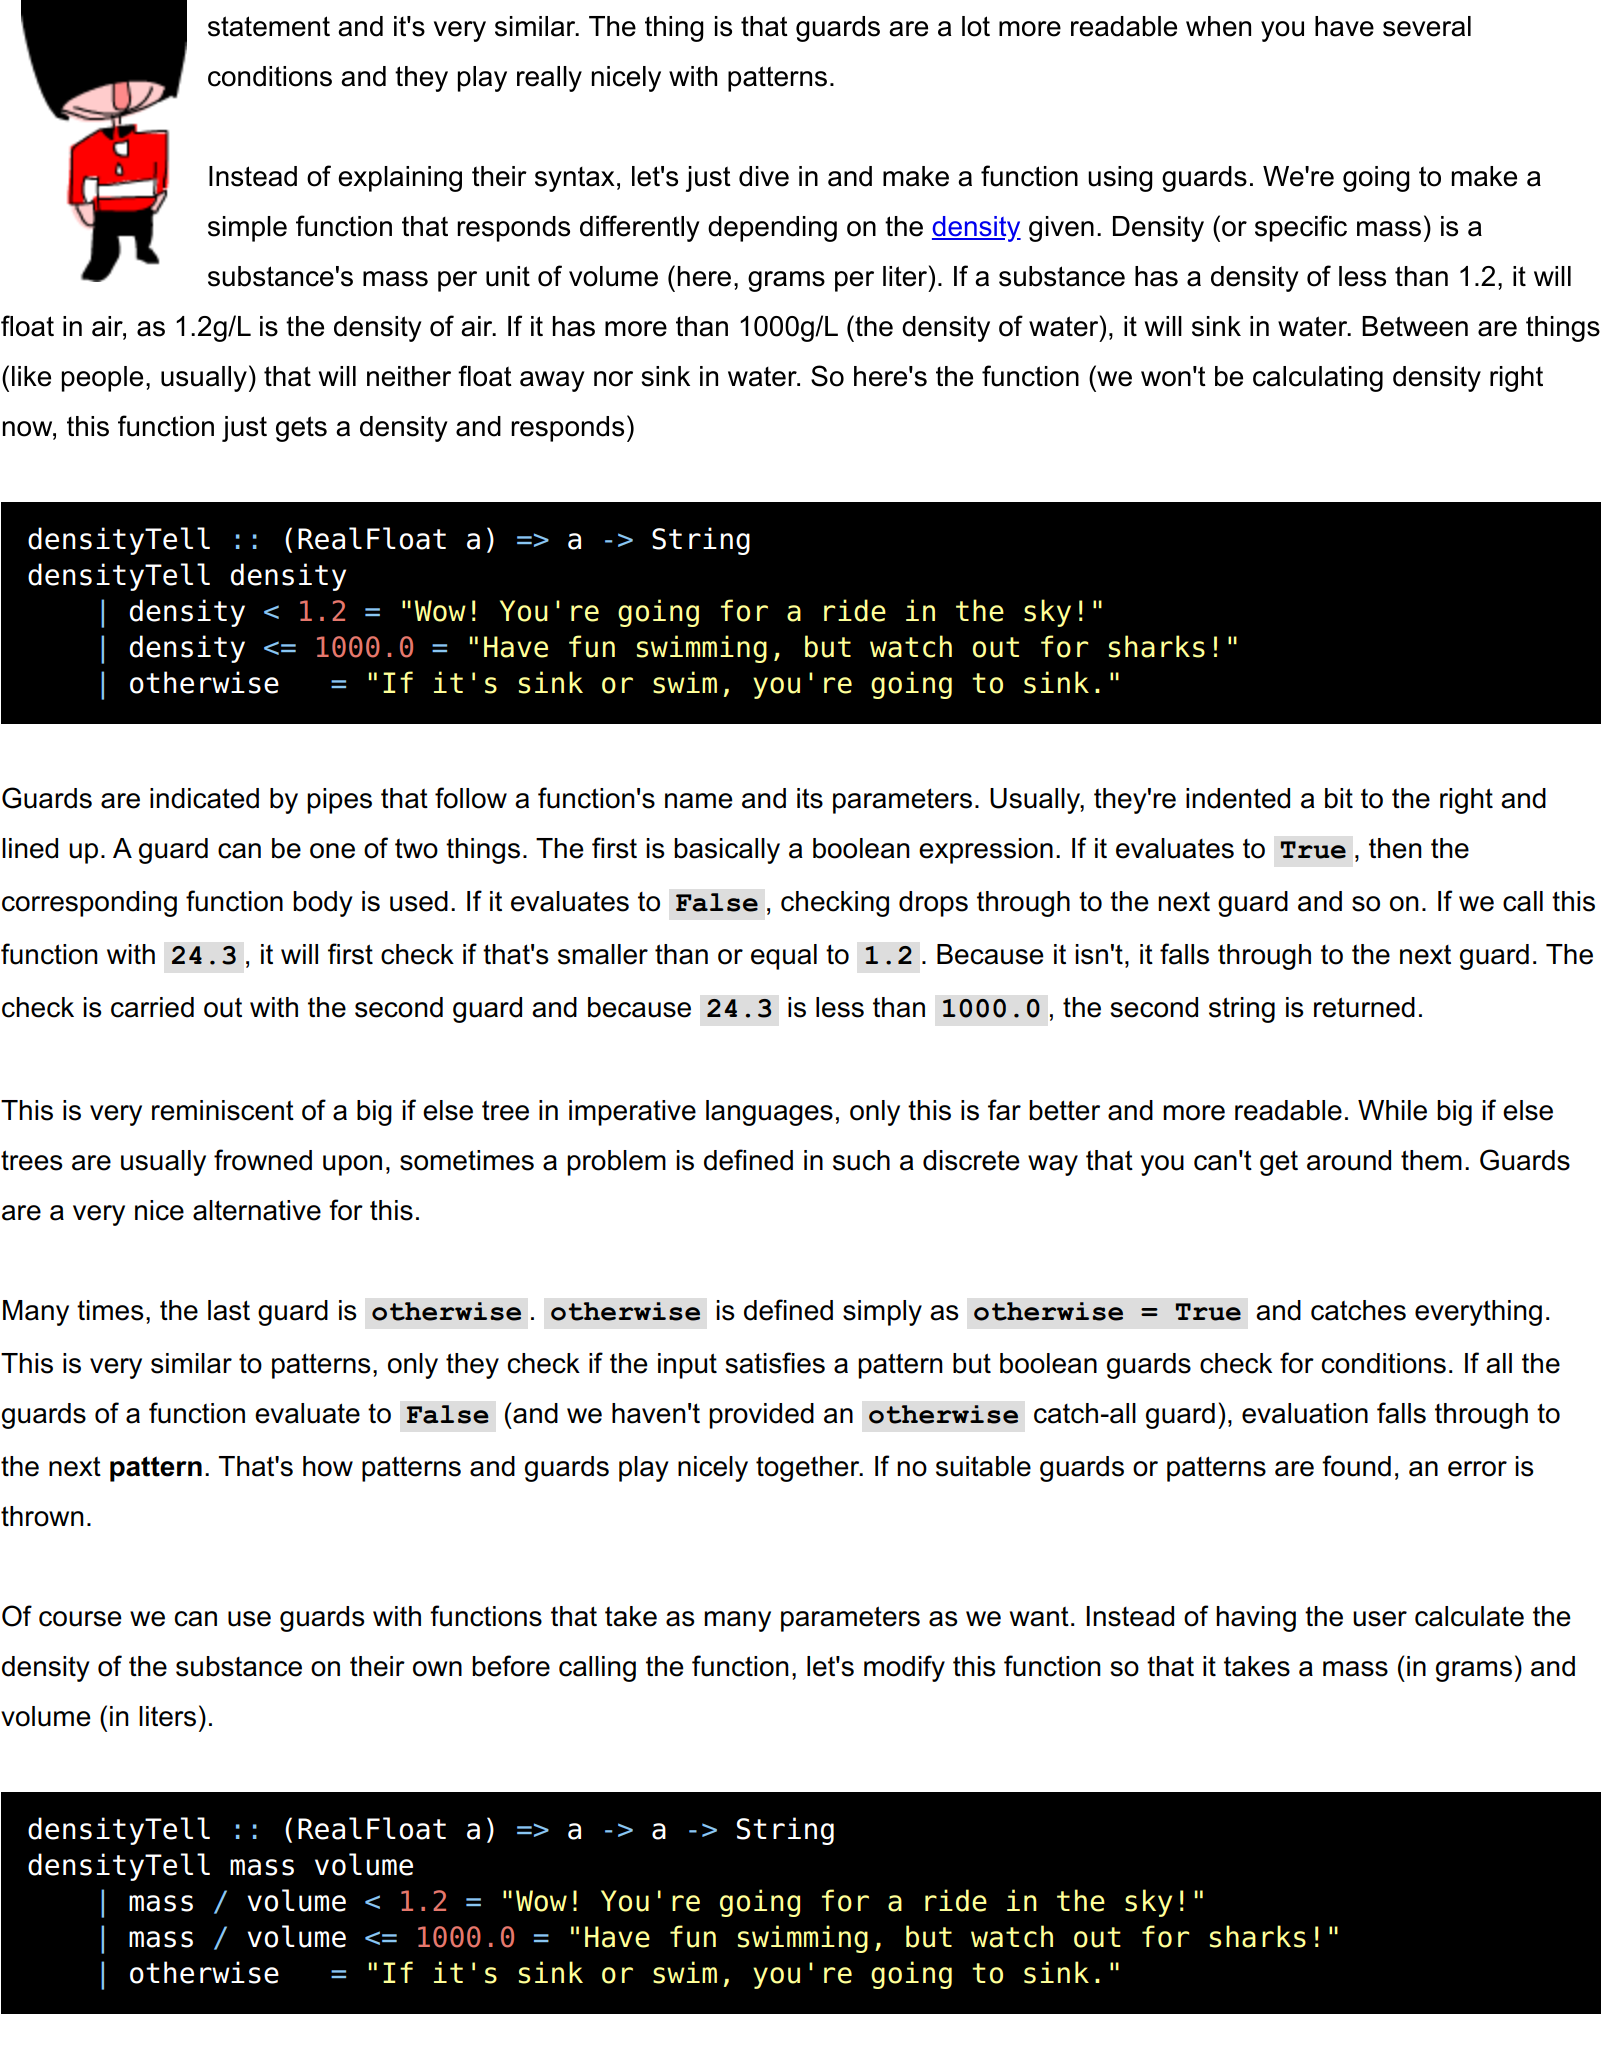 statement and it's very similar. The thing is that guards are a lot more readable when you have several
conditions and they play really nicely with patterns.
Instead of explaining their syntax, let's just dive in and make a function using guards. We're going to make a
simple function that responds differently depending on the density given. Density (or specific mass) is a
substance's mass per unit of volume (here, grams per liter). If a substance has a density of less than 1.2, it will
float in air, as 1.2g/L is the density of air. If it has more than 1000g/L (the density of water), it will sink in water. Between are things
(like people, usually) that will neither float away nor sink in water. So here's the function (we won't be calculating density right
now, this function just gets a density and responds)
densityTell :: (RealFloat a) => a -> String
densityTell density
    | density < 1.2 = "Wow! You're going for a ride in the sky!"
    | density <= 1000.0 = "Have fun swimming, but watch out for sharks!"
    | otherwise   = "If it's sink or swim, you're going to sink."
Guards are indicated by pipes that follow a function's name and its parameters. Usually, they're indented a bit to the right and
lined up. A guard can be one of two things. The first is basically a boolean expression. If it evaluates to True, then the
corresponding function body is used. If it evaluates to False, checking drops through to the next guard and so on. If we call this
function with 24.3, it will first check if that's smaller than or equal to 1.2. Because it isn't, it falls through to the next guard. The
check is carried out with the second guard and because 24.3 is less than 1000.0, the second string is returned.
This is very reminiscent of a big if else tree in imperative languages, only this is far better and more readable. While big if else
trees are usually frowned upon, sometimes a problem is defined in such a discrete way that you can't get around them. Guards
are a very nice alternative for this.
Many times, the last guard is otherwise. otherwise is defined simply as otherwise = True and catches everything.
This is very similar to patterns, only they check if the input satisfies a pattern but boolean guards check for conditions. If all the
guards of a function evaluate to False (and we haven't provided an otherwise catch-all guard), evaluation falls through to
the next pattern. That's how patterns and guards play nicely together. If no suitable guards or patterns are found, an error is
thrown.
Of course we can use guards with functions that take as many parameters as we want. Instead of having the user calculate the
density of the substance on their own before calling the function, let's modify this function so that it takes a mass (in grams) and
volume (in liters).
densityTell :: (RealFloat a) => a -> a -> String
densityTell mass volume
    | mass / volume < 1.2 = "Wow! You're going for a ride in the sky!"
    | mass / volume <= 1000.0 = "Have fun swimming, but watch out for sharks!"
    | otherwise   = "If it's sink or swim, you're going to sink."